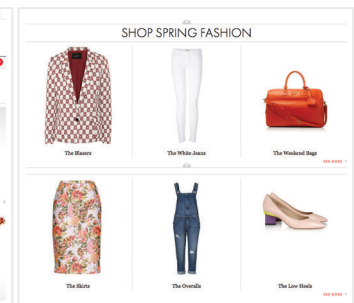 SHOP SPRING FASHION
The Blazers
The White Jeans
The Weekend Bags
SEE MORE
The Skirts
The Overalls
The Low Heels
SEE MORE